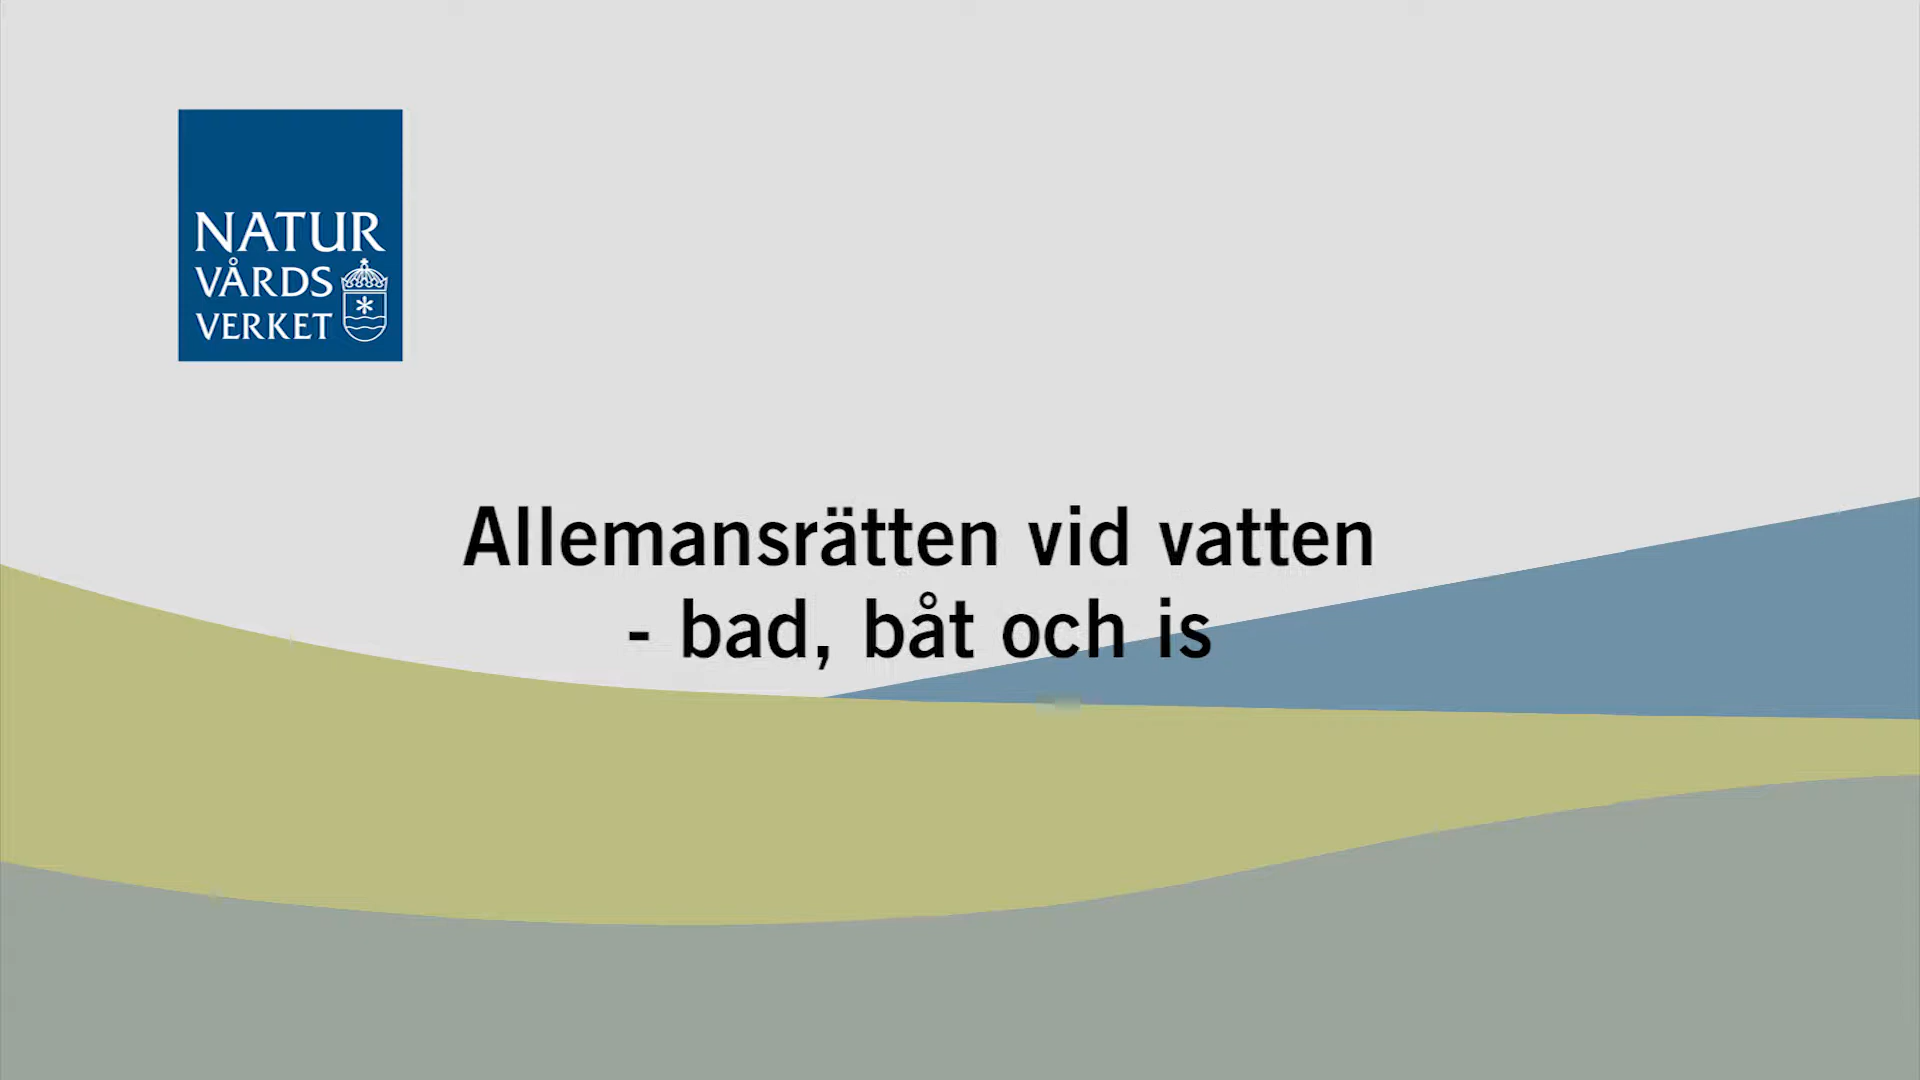 NATUR
VÅRDS
VERKET
Allemansrätten vid vatten
- bad, båt och is